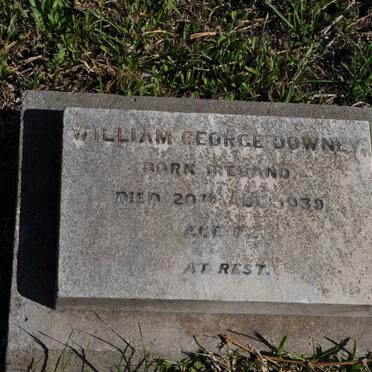 WILLIAM GEORGE DOWNEY
BORN IRELAND
DIED 20TH AUG. 1939
AGE
AT REST.